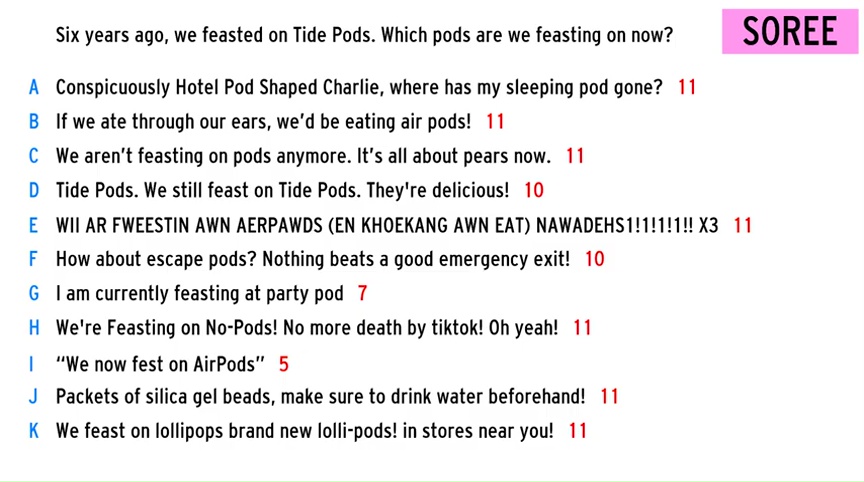 Six years ago, we feasted on Tide Pods. Which pods are we feasting on now?
SOREE
A Conspicuously Hotel Pod Shaped Charlie, where has my sleeping pod gone? 11
B If we ate through our ears, we'd be eating air pods! 11
C We aren't feasting on pods anymore. It's all about pears now. 11
D Tide Pods. We still feast on Tide Pods. They're delicious! 10
E WII AR FWEESTIN AWN AERPAWDS (EN KHOEKANG AWN EAT) NAWADEHS1!1!1!1!! X3 11
F How about escape pods? Nothing beats a good emergency exit! 10
G I am currently feasting at party pod 7
H We're Feasting on No-Pods! No more death by tiktok! Oh yeah! 11
I “We now fest on AirPods” 5
J Packets of silica gel beads, make sure to drink water beforehand! 11
K We feast on lollipops brand new lolli-pods! in stores near you! 11